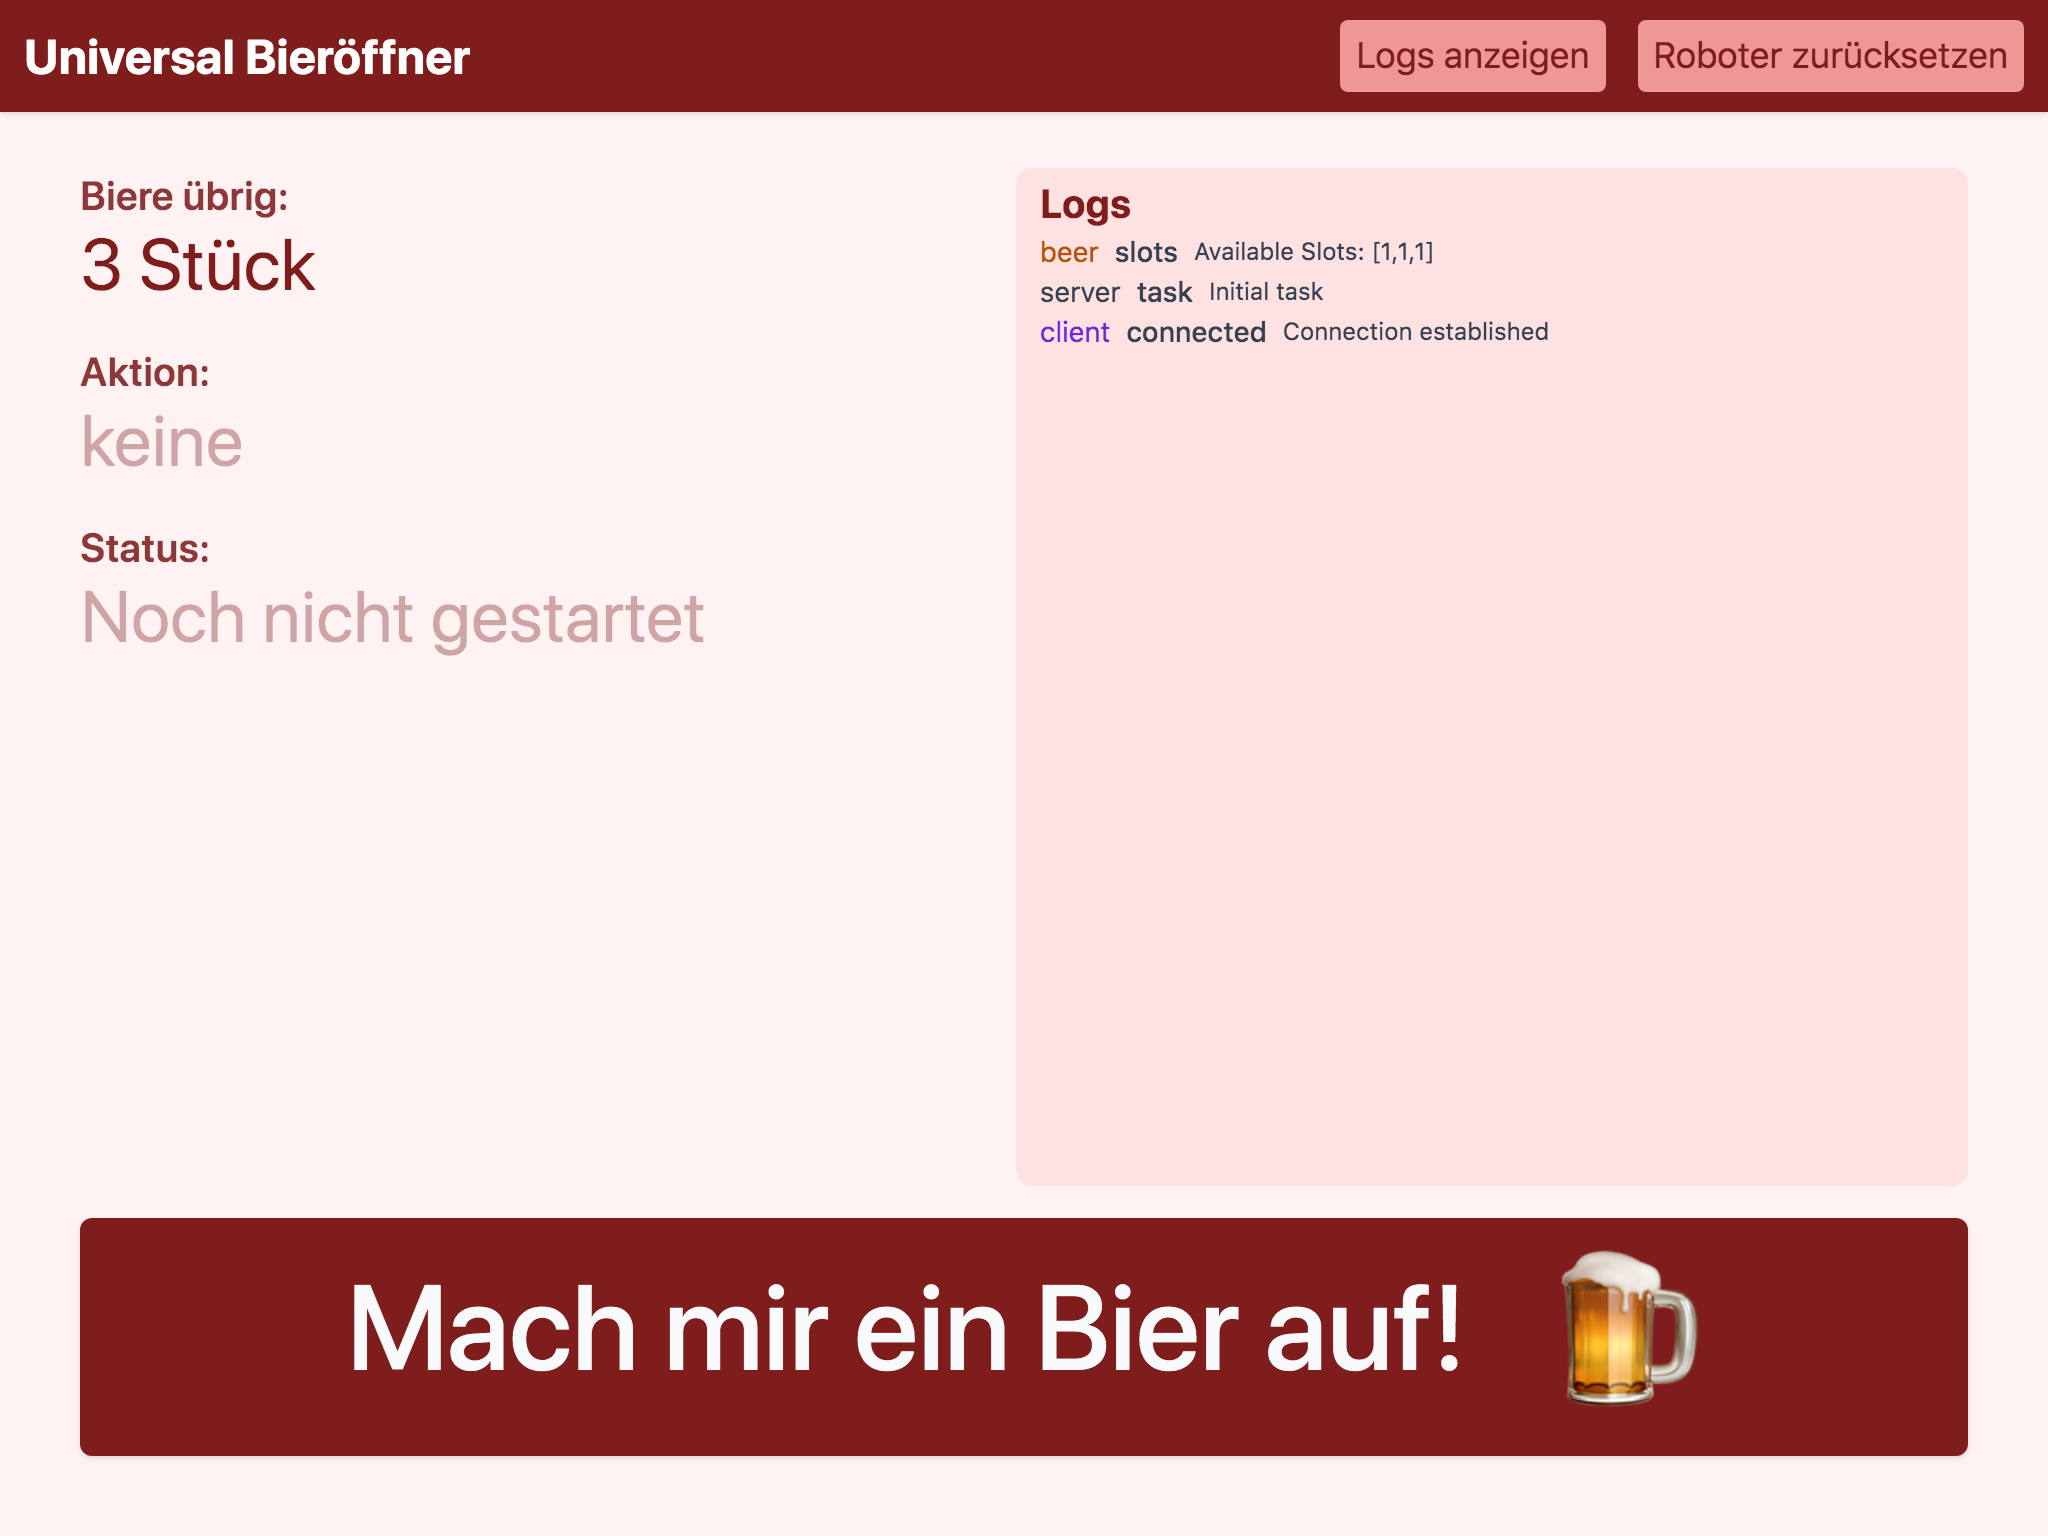 Universal Bieröffner
Logs anzeigen
Roboter zurücksetzen
Biere übrig:
3 Stück
Aktion:
keine
Status:
Noch nicht gestartet
Logs
beer slots Available Slots: [1,1,1]
server task Initial task
client connected Connection established
Mach mir ein Bier auf!